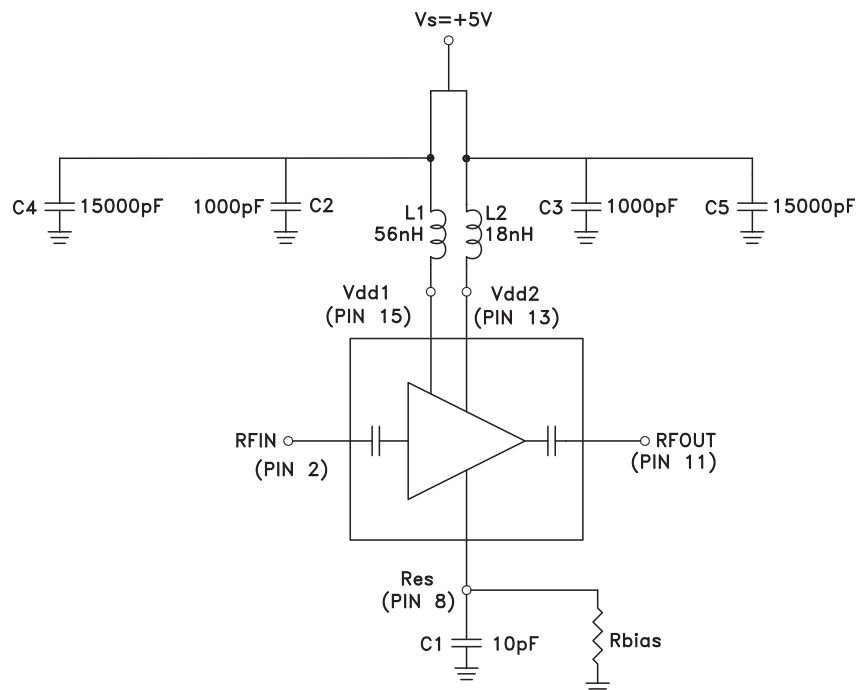 Vs=+5V
C4 15000pF
1000pF C2
L1
56nH
L2
18nH
C3 1000pF
C5 15000pF
Vdd1
(PIN 15)
Vdd2
(PIN 13)
RFIN
(PIN 2)
RFOUT
(PIN 11)
Res
(PIN 8)
C1 10pF
Rbias